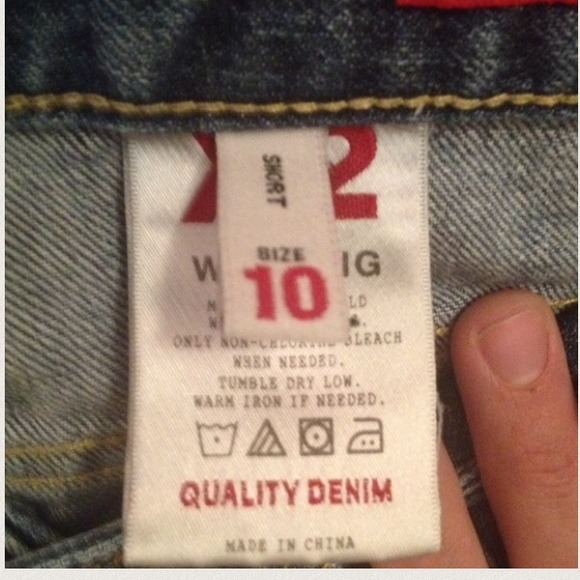 2
SHORT
SIZE
10
ONLY NON-CHLORINE BLEACH
WHEN NEEDED.
TUMBLE DRY LOW.
WARM IRON IF NEEDED.
QUALITY DENIM
MADE IN CHINA